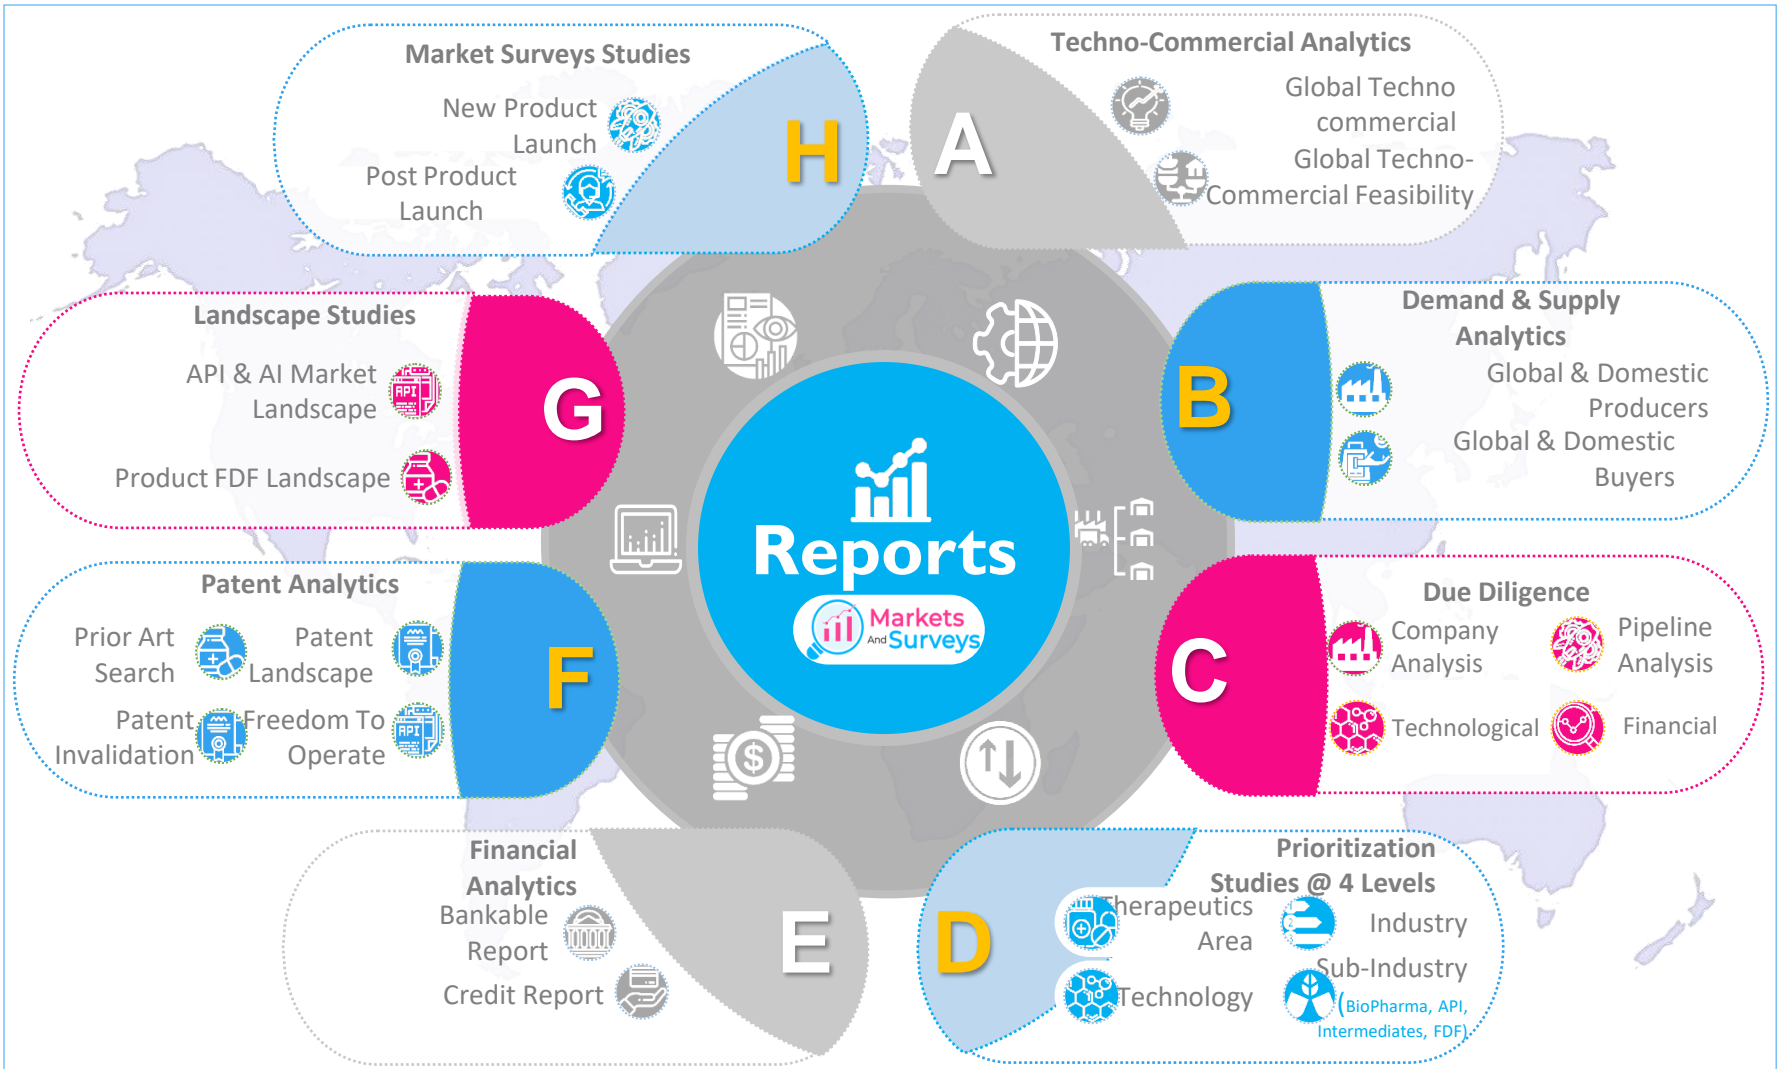 Market Surveys Studies
New Product
Launch
Post Product
Launch
H
A
Techno-Commercial Analytics
Global Techno
commercial
Global Techno-
Commercial Feasibility
Landscape Studies
API & AI Market
Landscape
API
Product FDF Landscape
G
B
Demand & Supply
Analytics
Global & Domestic
Producers
Global & Domestic
Buyers
Reports
Markets
And Surveys
Patent Analytics
Prior Art
Search
Patent
Landscape
Patent
Invalidation
Freedom To
Operate
API
F
C
Due Diligence
Company
Analysis
Pipeline
Analysis
Technological
Financial
$
Financial
Analytics
Bankable
Report
Credit Report
E
D
Prioritization
Studies @ 4 Levels
Therapeutics
Area
Industry
Technology
Sub-Industry
(BioPharma, API,
Intermediates, FDF)